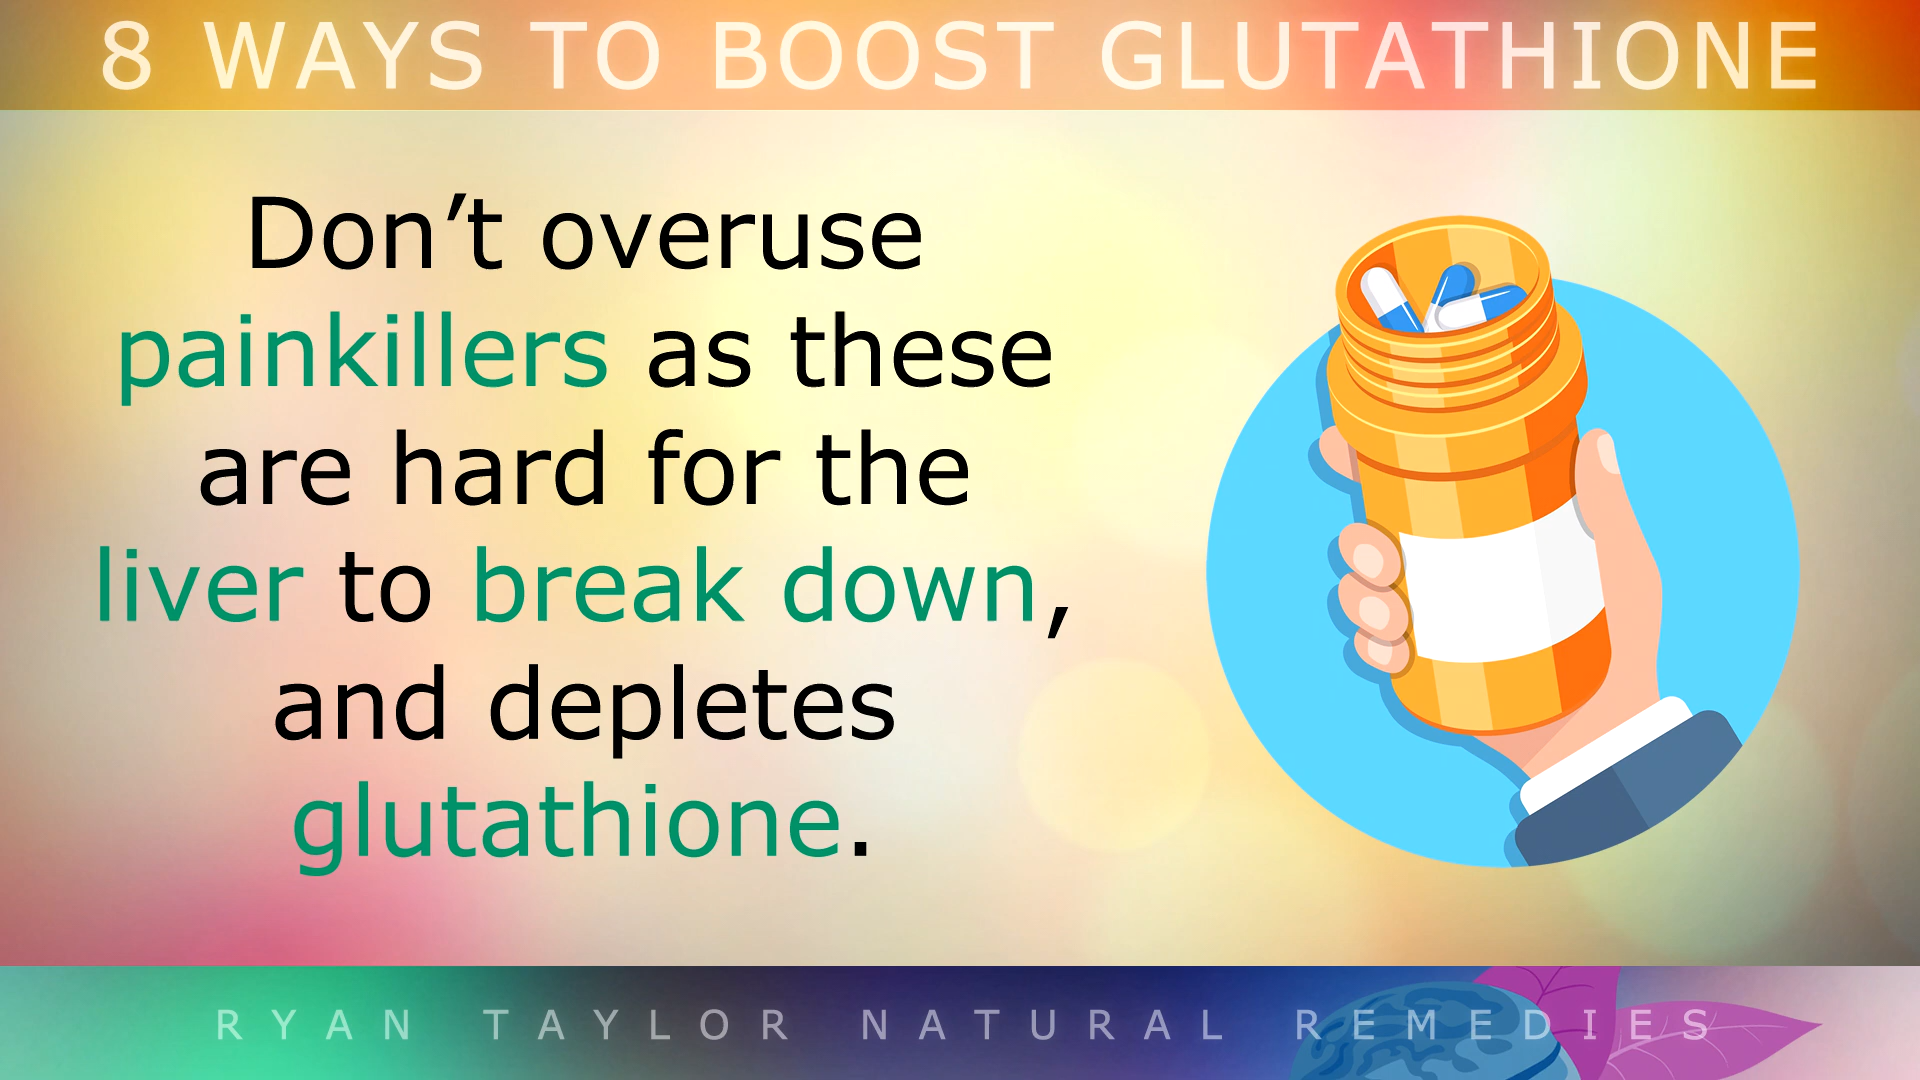 8 WAYS TO BOOST GLUTATHIONE
Don’t overuse
painkillers as these
are hard for the
liver to break down,
and depletes
glutathione.
RYAN TAYLOR NATURAL REMEDIES